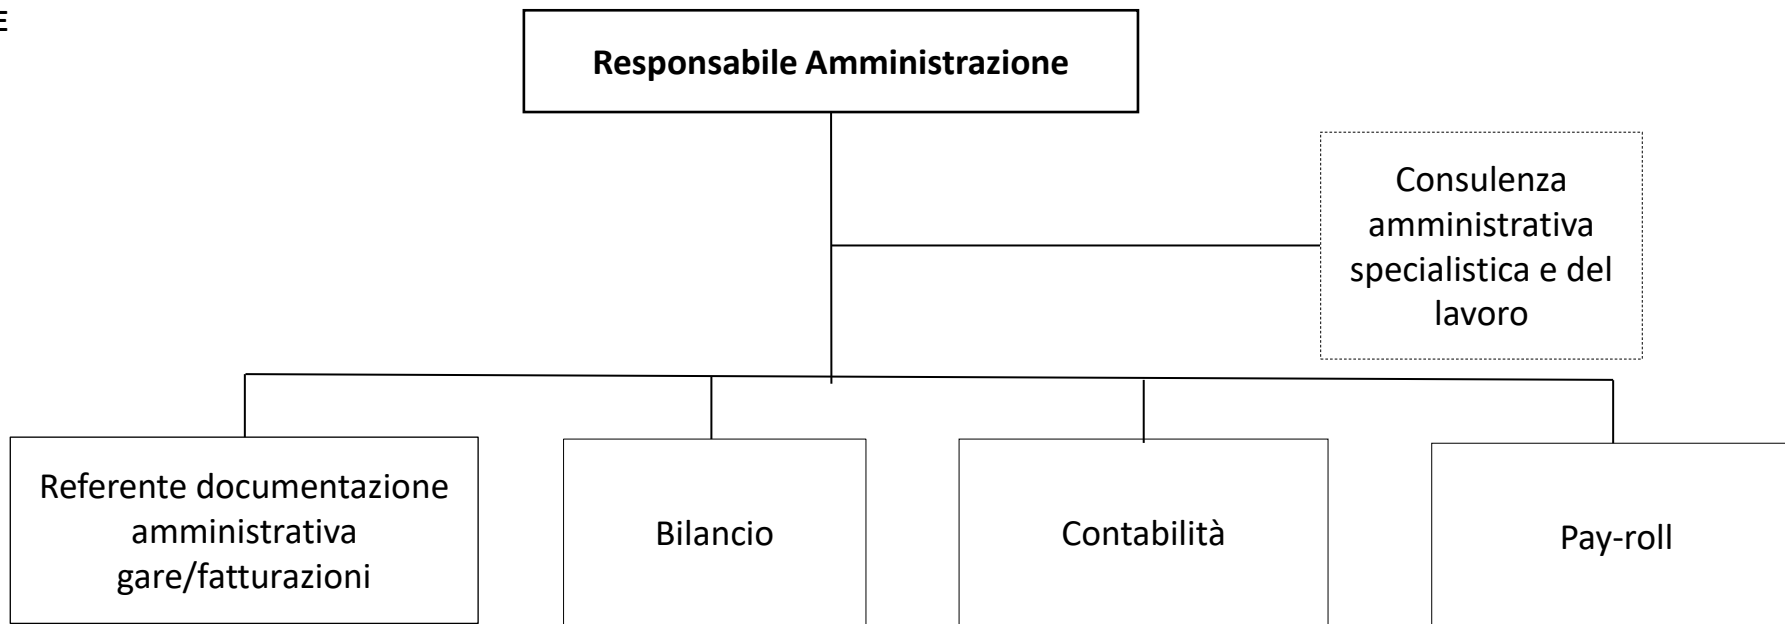 E
Responsabile Amministrazione
Consulenza
amministrativa
specialistica e del
lavoro
Referente documentazione
amministrativa
gare/fatturazioni
Bilancio
Contabilità
Pay-roll